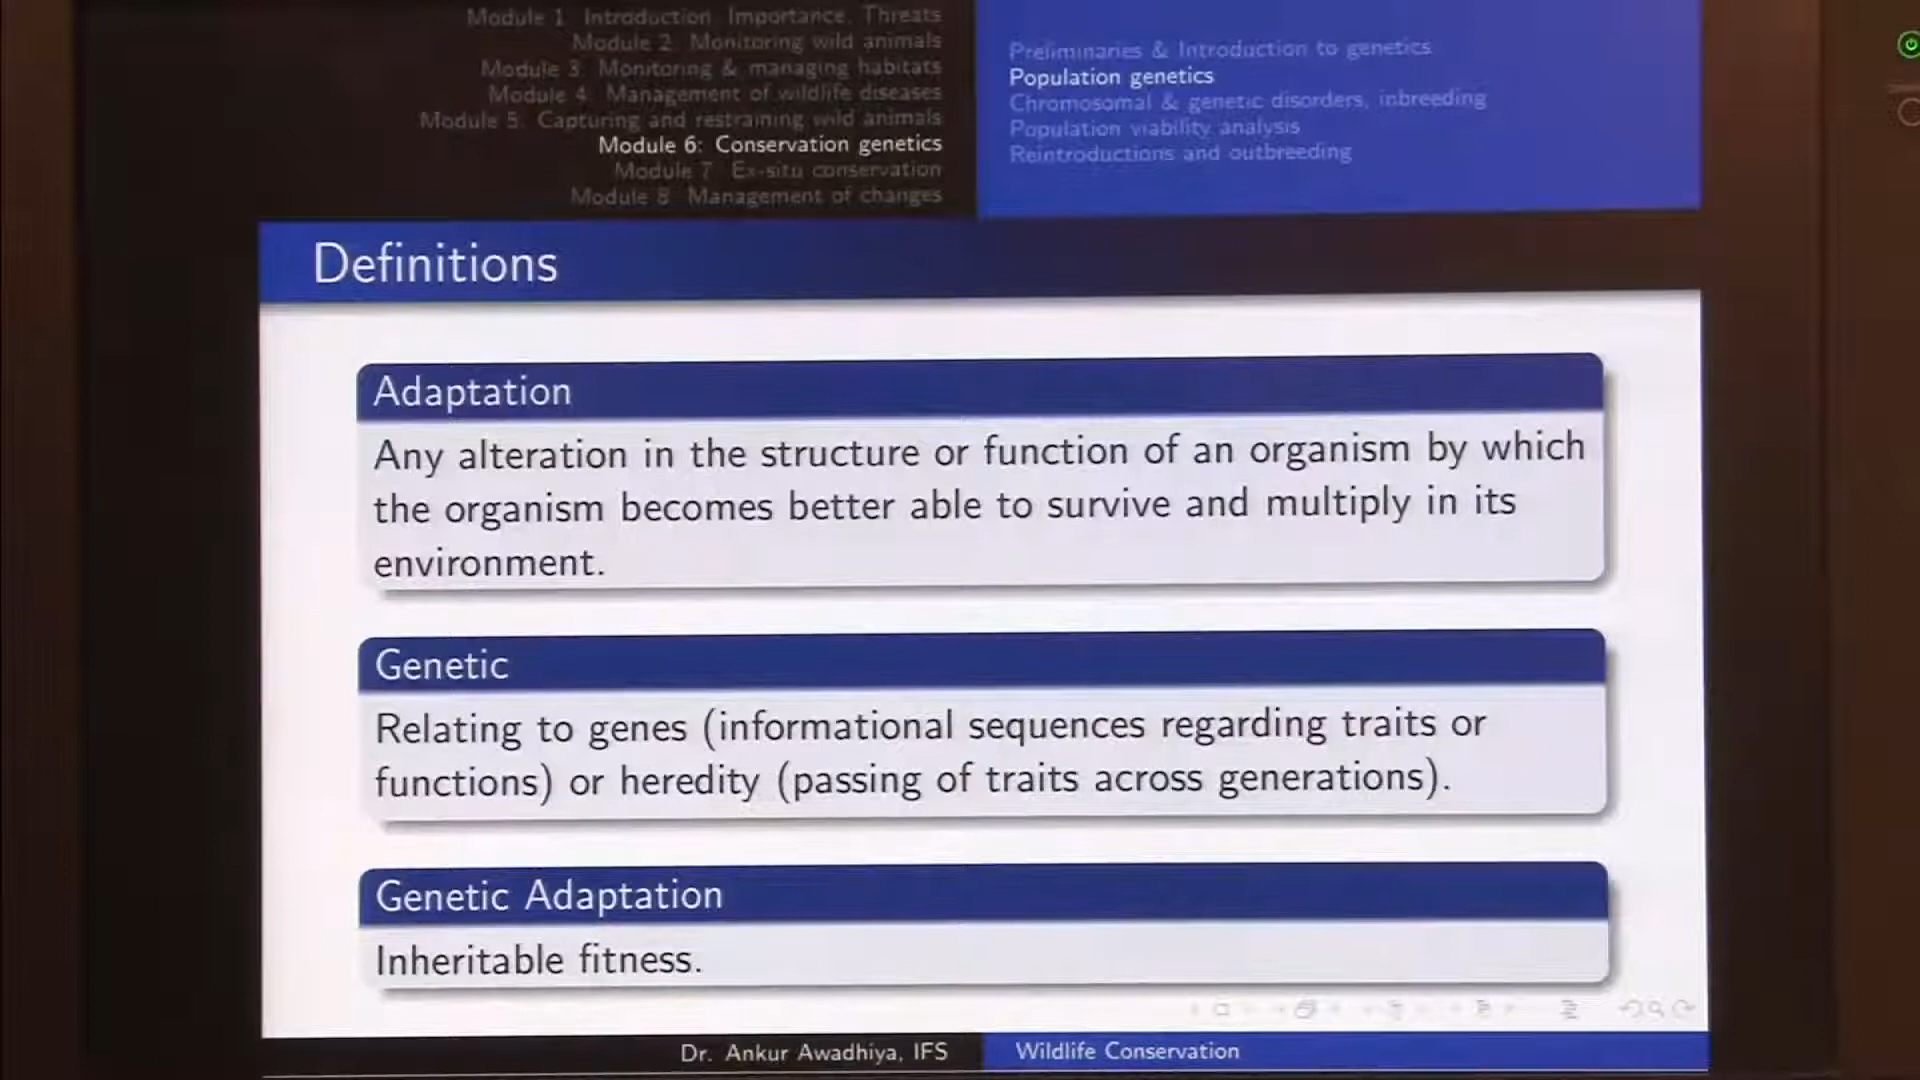 Module 1: Introduction, Importance, Threats
Module 2: Monitoring wild animals
Module 3: Monitoring & managing habitats
Module 4: Management of wildlife diseases
Module 5: Capturing and restraining wild animals
Module 6: Conservation genetics
Module 7: Ex-situ conservation
Module 8: Management of changes
Preliminaries & Introduction to genetics
Population genetics
Chromosomal & genetic disorders, inbreeding
Population viability analysis
Reintroductions and outbreeding
Definitions
Adaptation
Any alteration in the structure or function of an organism by which
the organism becomes better able to survive and multiply in its
environment.
Genetic
Relating to genes (informational sequences regarding traits or
functions) or heredity (passing of traits across generations).
Genetic Adaptation
Inheritable fitness.
Dr. Ankur Awadhiya, IFS
Wildlife Conservation